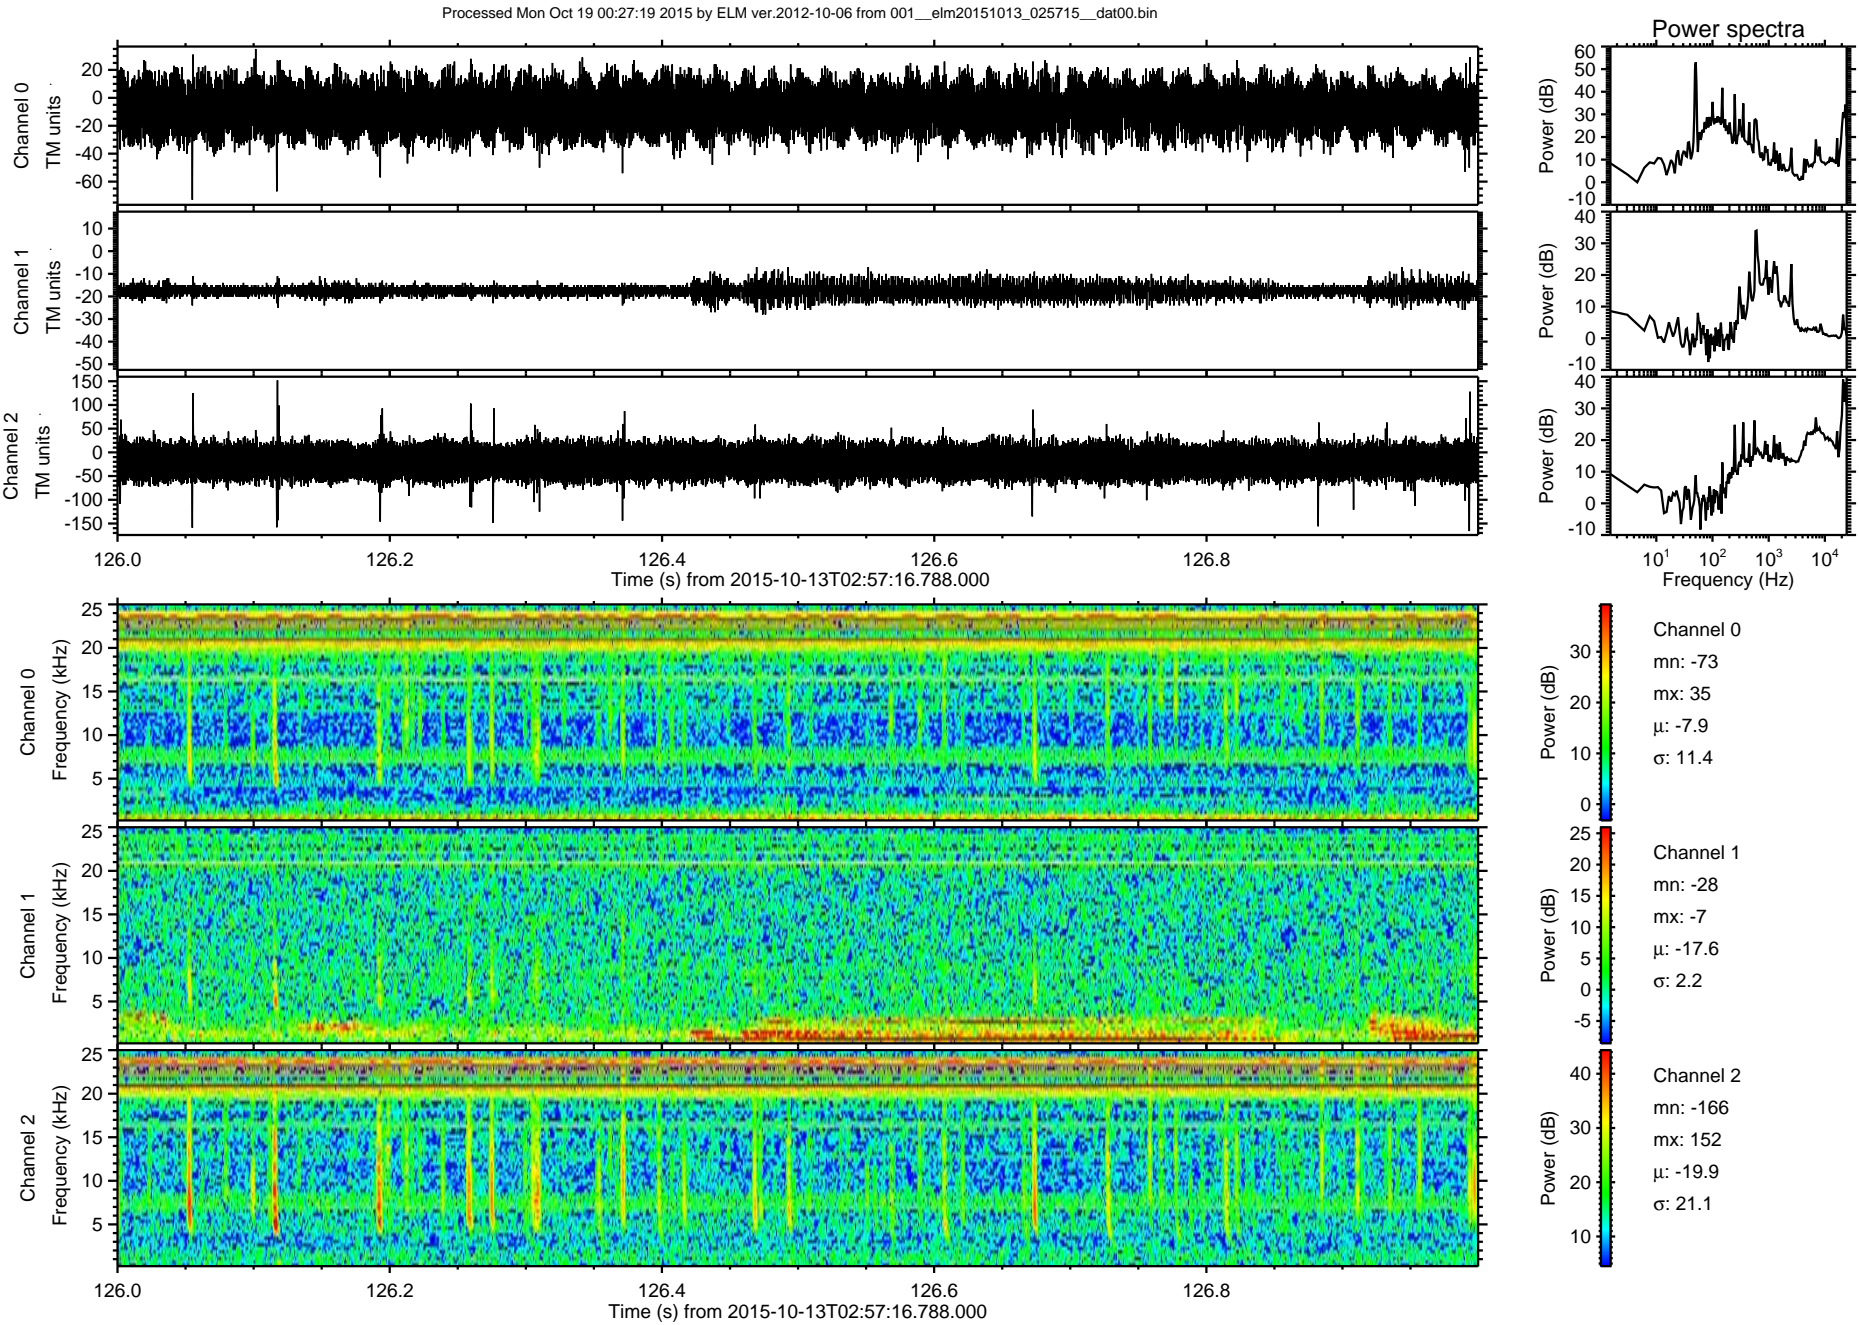 Processed Mon Oct 19 00:27:19 2015 by ELM ver.2012-10-06 from 001__elm20151013_025715__dat00.bin
Power spectra
Channel 0
TM units
20
0
-20
-40
-60
Power (dB)
60
50
40
30
20
10
0
-10
Channel 1
TM units
10
0
-10
-20
-30
-40
-50
Power (dB)
40
30
20
10
0
-10
Channel 2
TM units
150
100
50
0
-50
-100
-150
Power (dB)
40
30
20
10
0
-10
126.0 126.2 126.4 126.6 126.8
Time (s) from 2015-10-13T02:57:16.788.000
10¹ 10² 10³ 10⁴
Frequency (Hz)
Channel 0
Frequency (kHz)
25
20
15
10
5
Power (dB)
30
20
10
0
Channel 0
mn: -73
mx: 35
μ: -7.9
σ: 11.4
Channel 1
Frequency (kHz)
25
20
15
10
5
Power (dB)
25
20
15
10
5
0
-5
Channel 1
mn: -28
mx: -7
μ: -17.6
σ: 2.2
Channel 2
Frequency (kHz)
25
20
15
10
5
Power (dB)
40
30
20
10
Channel 2
mn: -166
mx: 152
μ: -19.9
σ: 21.1
126.0 126.2 126.4 126.6 126.8
Time (s) from 2015-10-13T02:57:16.788.000